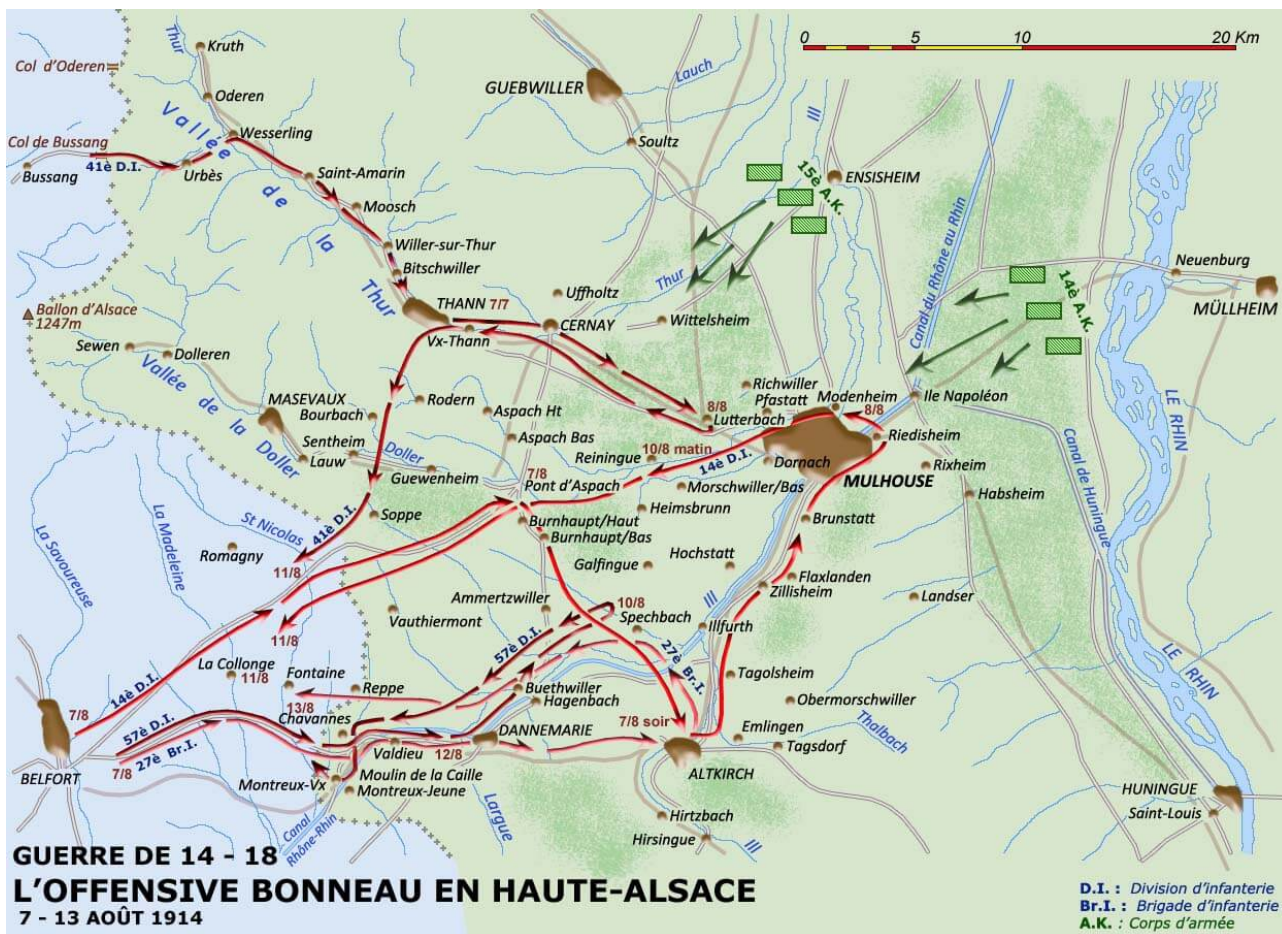 0 5 10 20 Km
Thur
Kruth
Col d'Oderen
Oderen
Vallée de la Thur
Wesserling
Col de Bussang
41è D.I.
Bussang
Urbès
Saint-Amarin
Moosch
Willer-sur-Thur
Bitschwiller
GUEBWILLER
Lauch
Soultz
Ill
15è A.K.
ENSISHEIM
Canal du Rhône au Rhin
Neuenburg
14è A.K.
MÜLLHEIM
Ballon d'Alsace
1247m
THANN 7/7
Uffholtz
CERNAY
Thur
Wittelsheim
Vx-Thann
Sewen
Dolleren
Vallée de la Doller
MASEVAUX
Bourbach
Rodern
Aspach Ht
Aspach Bas
Richwiller
Pfastatt
Modenheim
8/8
Lutterbach
8/8
Ile Napoléon
LE RHIN
Riedisheim
Sentheim
Lauw
Doller
Guewenheim
Reiningue
10/8 matin
14è D.I.
Dornach
MULHOUSE
Rixheim
Canal de Huningue
7/8
Pont d'Aspach
Morschwiller/Bas
Habsheim
Soppe
Heimsbrunn
Brunstatt
La Savoureuse
La Madeleine
St Nicolas
41è D.I.
Burnhaupt/Haut
Burnhaupt/Bas
Romagny
11/8
Galfingue
Hochstatt
Flaxlanden
Zillisheim
Landser
Ammertzwiller
10/8
Spechbach
Ill
Vauthiermont
11/8
57è D.I.
Illfurth
27è Br.I.
LE RHIN
La Collonge
11/8
Fontaine
13/8
Reppe
Tagolsheim
Buethwiller
Hagenbach
Obermorschwiller
14è D.I.
7/8
57è D.I.
27è Br.I.
7/8
Chavannes
Valdieu
12/8
DANNEMARIE
7/8 soir
Emlingen
Tagsdorf
Thalbach
BELFORT
ALTKIRCH
Montreux-Vx
Moulin de la Caille
Montreux-Jeune
Largue
Canal
Rhône-Rhin
Hirtzbach
Hirsingue
Ill
HUNINGUE
Saint-Louis
GUERRE DE 14 - 18
L'OFFENSIVE BONNEAU EN HAUTE-ALSACE
7 - 13 AOÛT 1914
D.I. : Division d'infanterie
Br.I. : Brigade d'infanterie
A.K. : Corps d'armée